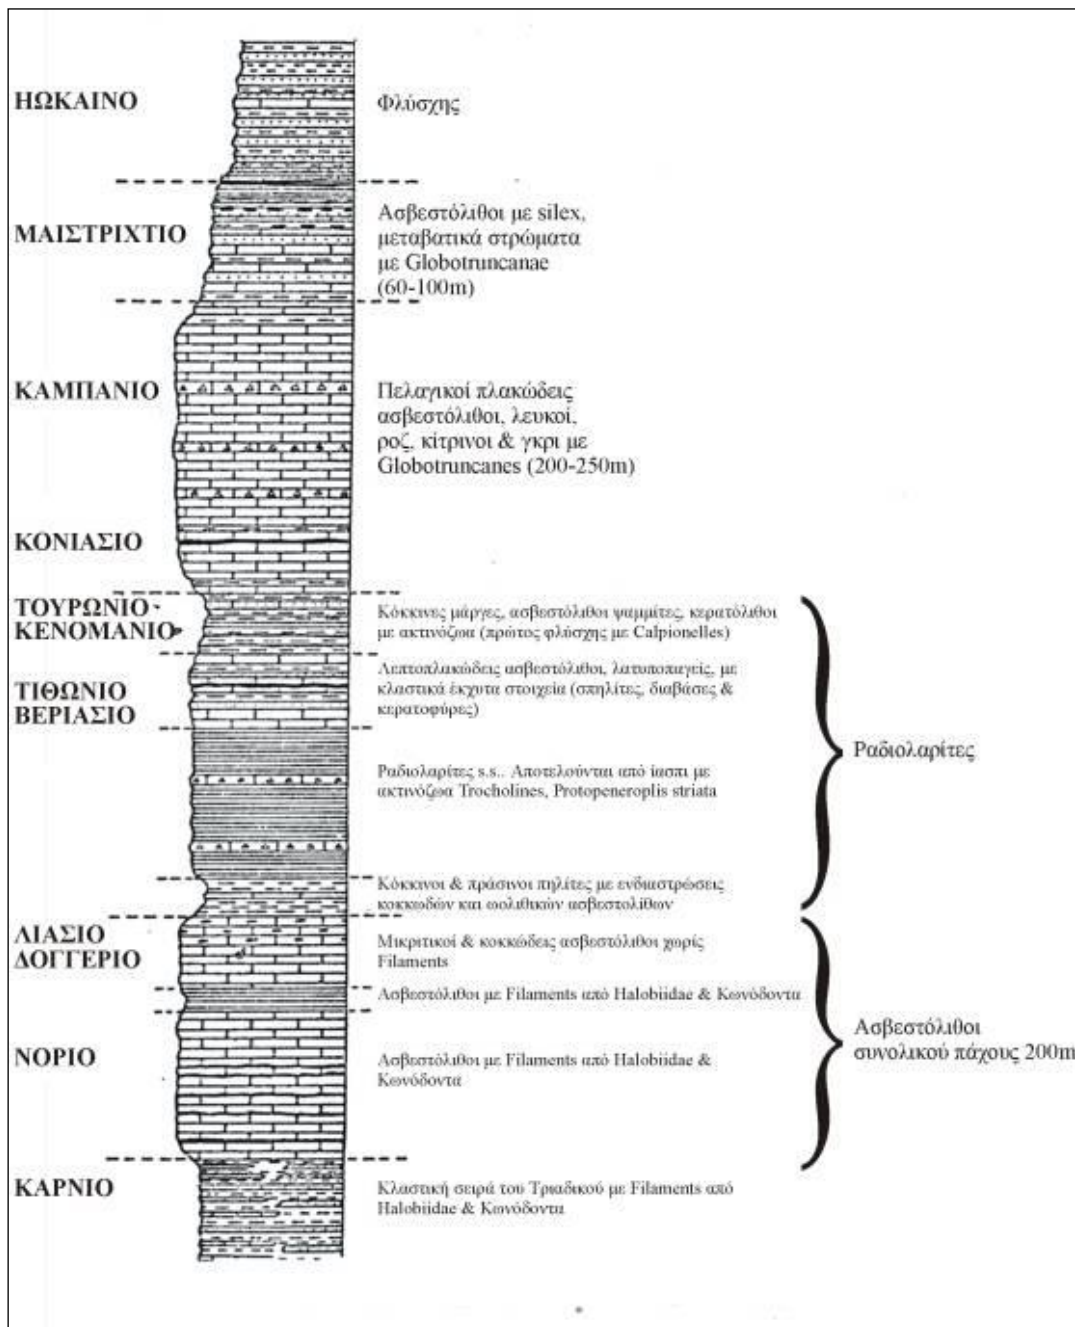 ΗΩΚΑΙΝΟ
Φλύσχης
ΜΑΙΣΤΡΙΧΤΙΟ
Ασβεστόλιθοι με silex,
μεταβατικά στρώματα
με Globotruncanae
(60-100m)
ΚΑΜΠΑΝΙΟ
Πελαγικοί πλακώδεις
ασβεστόλιθοι, λευκοί,
ροζ, κίτρινοι & γκρι με
Globotruncanes (200-250m)
ΚΟΝΙΑΣΙΟ
ΤΟΥΡΩΝΙΟ -
ΚΕΝΟΜΑΝΙΟ
Κόκκινες μάργες, ασβεστόλιθοι ψαμμίτες, κερατόλιθοι
με ακτινόζωα (πρώτος φλύσχης με Calpionelles)
ΤΙΘΩΝΙΟ
ΒΕΡΙΑΣΙΟ
Λεπτοπλακώδεις ασβεστόλιθοι, λατυποπαγείς, με
κλαστικά έκχυτα στοιχεία (σπηλίτες, διαβάσες &
κερατοφύρες)
Ραδιολαρίτες s.s.. Αποτελούνται από ίασπι με
ακτινόζωα Trocholines, Protopeneroplis striata
Κόκκινοι & πράσινοι πηλίτες με ενδιαστρώσεις
κοκκωδών και ωολιθικών ασβεστολίθων
Ραδιολαρίτες
ΛΙΑΣΙΟ
ΔΟΓΓΕΡΙΟ
Μικριτικοί & κοκκώδεις ασβεστόλιθοι χωρίς
Filaments
Ασβεστόλιθοι με Filaments από Halobiidae & Κωνόδοντα
ΝΟΡΙΟ
Ασβεστόλιθοι με Filaments από Halobiidae &
Κωνόδοντα
Ασβεστόλιθοι
συνολικού πάχους 200m
ΚΑΡΝΙΟ
Κλαστική σειρά του Τριαδικού με Filaments από
Halobiidae & Κωνόδοντα